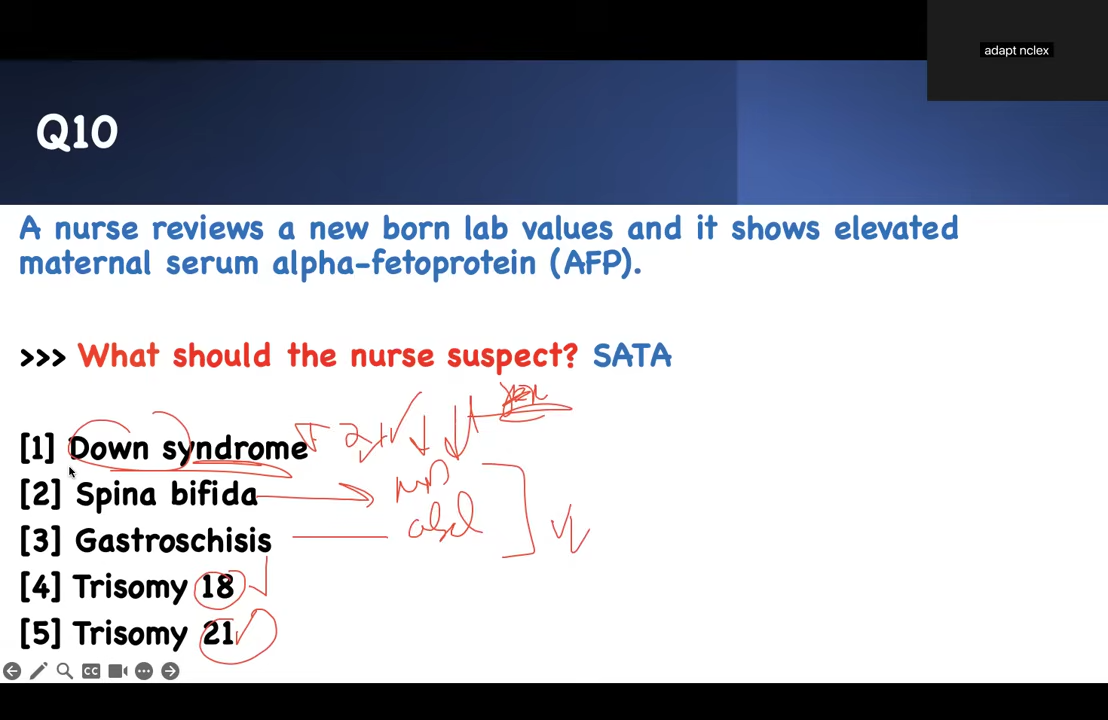 adapt nclex
Q10
A nurse reviews a new born lab values and it shows elevated
maternal serum alpha-fetoprotein (AFP).
>>> What should the nurse suspect? SATA
[1] Down syndrome
[2] Spina bifida
[3] Gastroschisis
[4] Trisomy 18
[5] Trisomy 21
CC